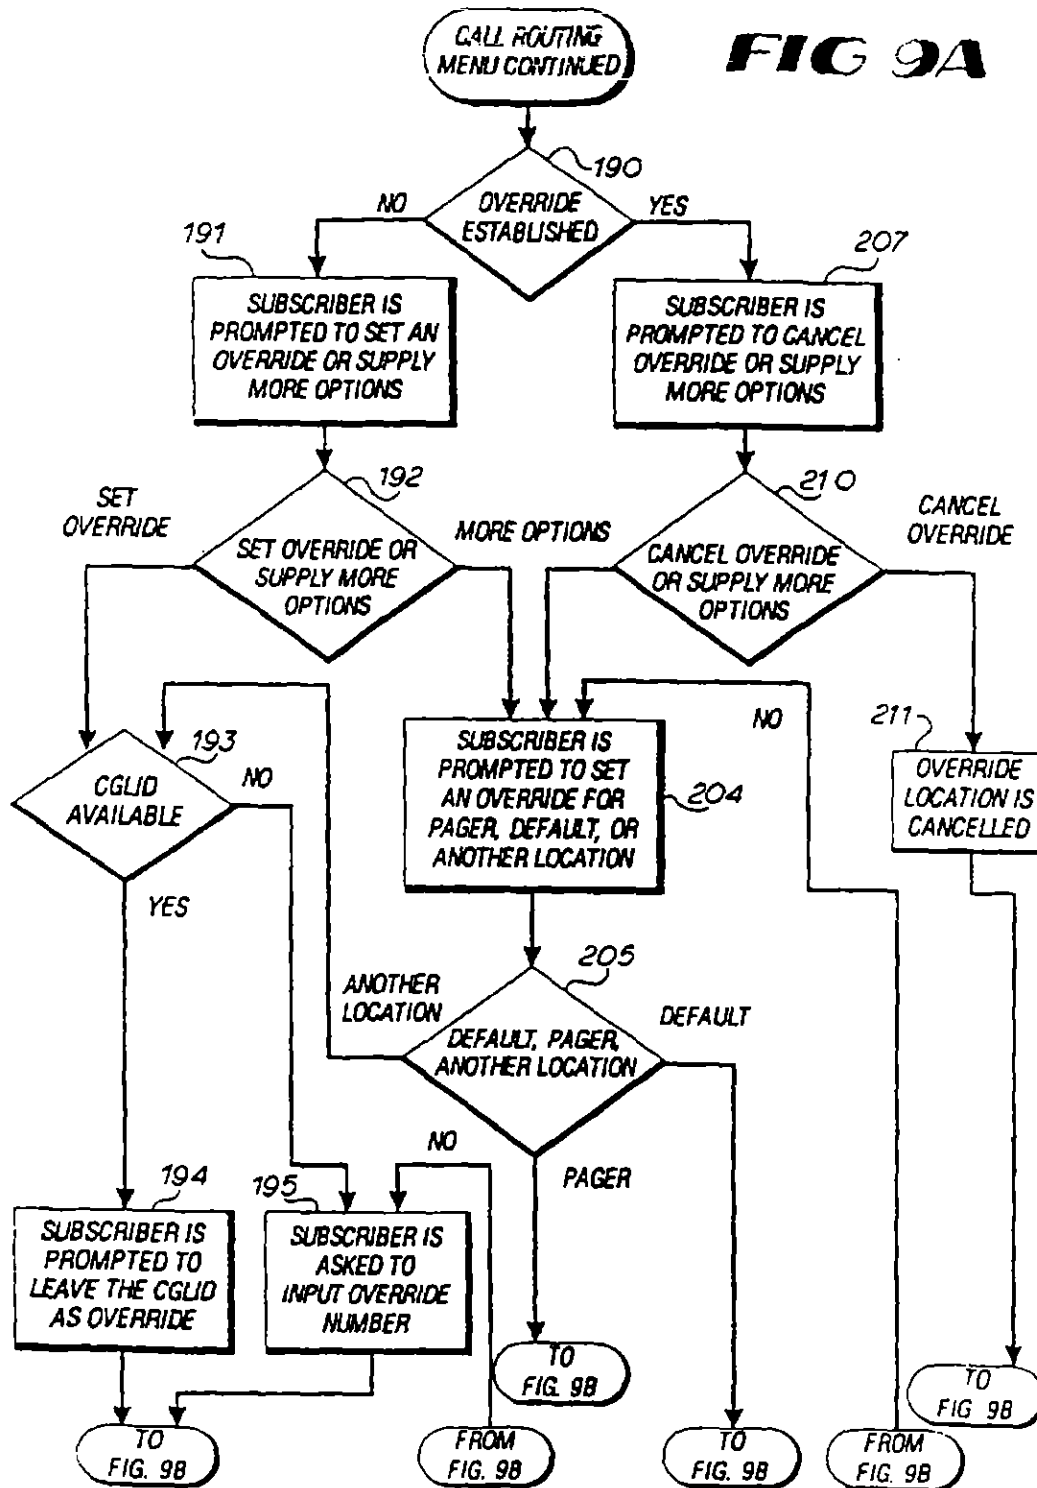 CALL ROUTING
MENU CONTINUED
FIG 9A
190
OVERRIDE
ESTABLISHED
NO
YES
191
SUBSCRIBER IS
PROMPTED TO SET AN
OVERRIDE OR SUPPLY
MORE OPTIONS
207
SUBSCRIBER IS
PROMPTED TO CANCEL
OVERRIDE OR SUPPLY
MORE OPTIONS
192
SET
OVERRIDE
SET OVERRIDE OR
SUPPLY MORE
OPTIONS
MORE OPTIONS
210
CANCEL OVERRIDE
OR SUPPLY MORE
OPTIONS
CANCEL
OVERRIDE
193
CGLID
AVAILABLE
NO
YES
SUBSCRIBER IS
PROMPTED TO SET
AN OVERRIDE FOR
PAGER, DEFAULT, OR
ANOTHER LOCATION
204
NO
211
OVERRIDE
LOCATION IS
CANCELLED
205
ANOTHER
LOCATION
DEFAULT, PAGER,
ANOTHER LOCATION
DEFAULT
PAGER
NO
194
SUBSCRIBER IS
PROMPTED TO
LEAVE THE CGLID
AS OVERRIDE
195
SUBSCRIBER IS
ASKED TO
INPUT OVERRIDE
NUMBER
TO
FIG. 9B
TO
FIG 9B
TO
FIG. 9B
FROM
FIG. 9B
TO
FIG. 9B
FROM
FIG. 9B